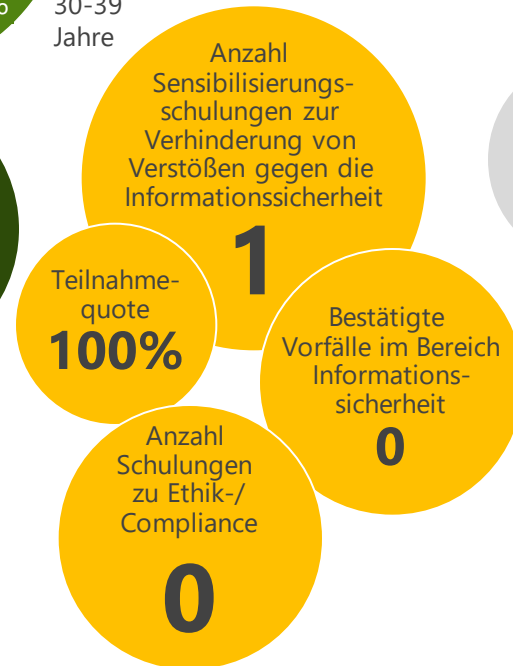 30-39
Jahre
Anzahl
Sensibilisierungs-
schulungen zur
Verhinderung von
Verstößen gegen die
Informationssicherheit
1
Teilnahme-
quote
100%
Bestätigte
Vorfälle im Bereich
Informations-
sicherheit
0
Anzahl
Schulungen
zu Ethik-/
Compliance
0